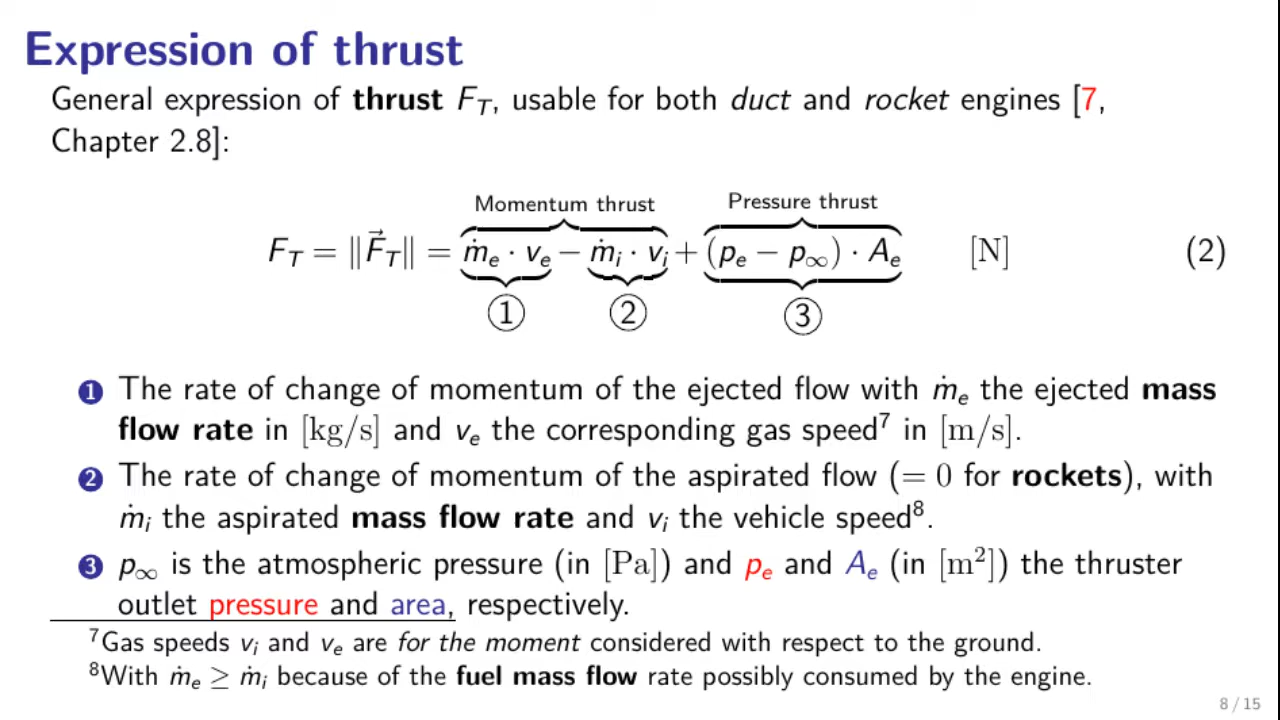 Expression of thrust
General expression of thrust F_T, usable for both duct and rocket engines [7,
Chapter 2.8]:
Momentum thrust Pressure thrust
F_T = ‖F⃗_T‖ = ṁ_e · v_e − ṁ_i · v_i + (p_e − p_∞) · A_e [N] (2)
① ② ③
❶ The rate of change of momentum of the ejected flow with ṁ_e the ejected mass
flow rate in [kg/s] and v_e the corresponding gas speed⁷ in [m/s].
❷ The rate of change of momentum of the aspirated flow (= 0 for rockets), with
ṁ_i the aspirated mass flow rate and v_i the vehicle speed⁸.
❸ p_∞ is the atmospheric pressure (in [Pa]) and p_e and A_e (in [m²]) the thruster
outlet pressure and area, respectively.
⁷Gas speeds v_i and v_e are for the moment considered with respect to the ground.
⁸With ṁ_e ≥ ṁ_i because of the fuel mass flow rate possibly consumed by the engine.
8 / 15